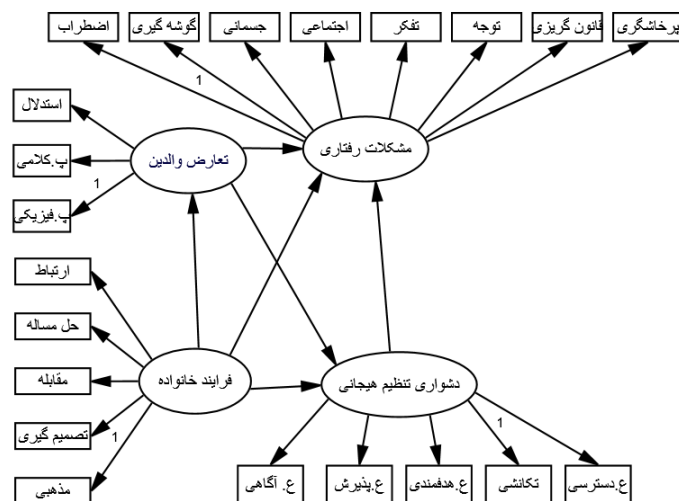 پرخاشگری
قانون گریزی
توجه
تفکر
اجتماعی
جسمانی
گوشه گیری
اضطراب
1
استدلال
پ.کلامی
پ.فیزیکی
1
تعارض والدین
مشکلات رفتاری
ارتباط
حل مساله
مقابله
تصمیم گیری
مذهبی
1
فرایند خانواده
دشواری تنظیم هیجانی
1
ع.دسترسی
تکانشی
ع.هدفمندی
ع.پذیرش
ع. آگاهی